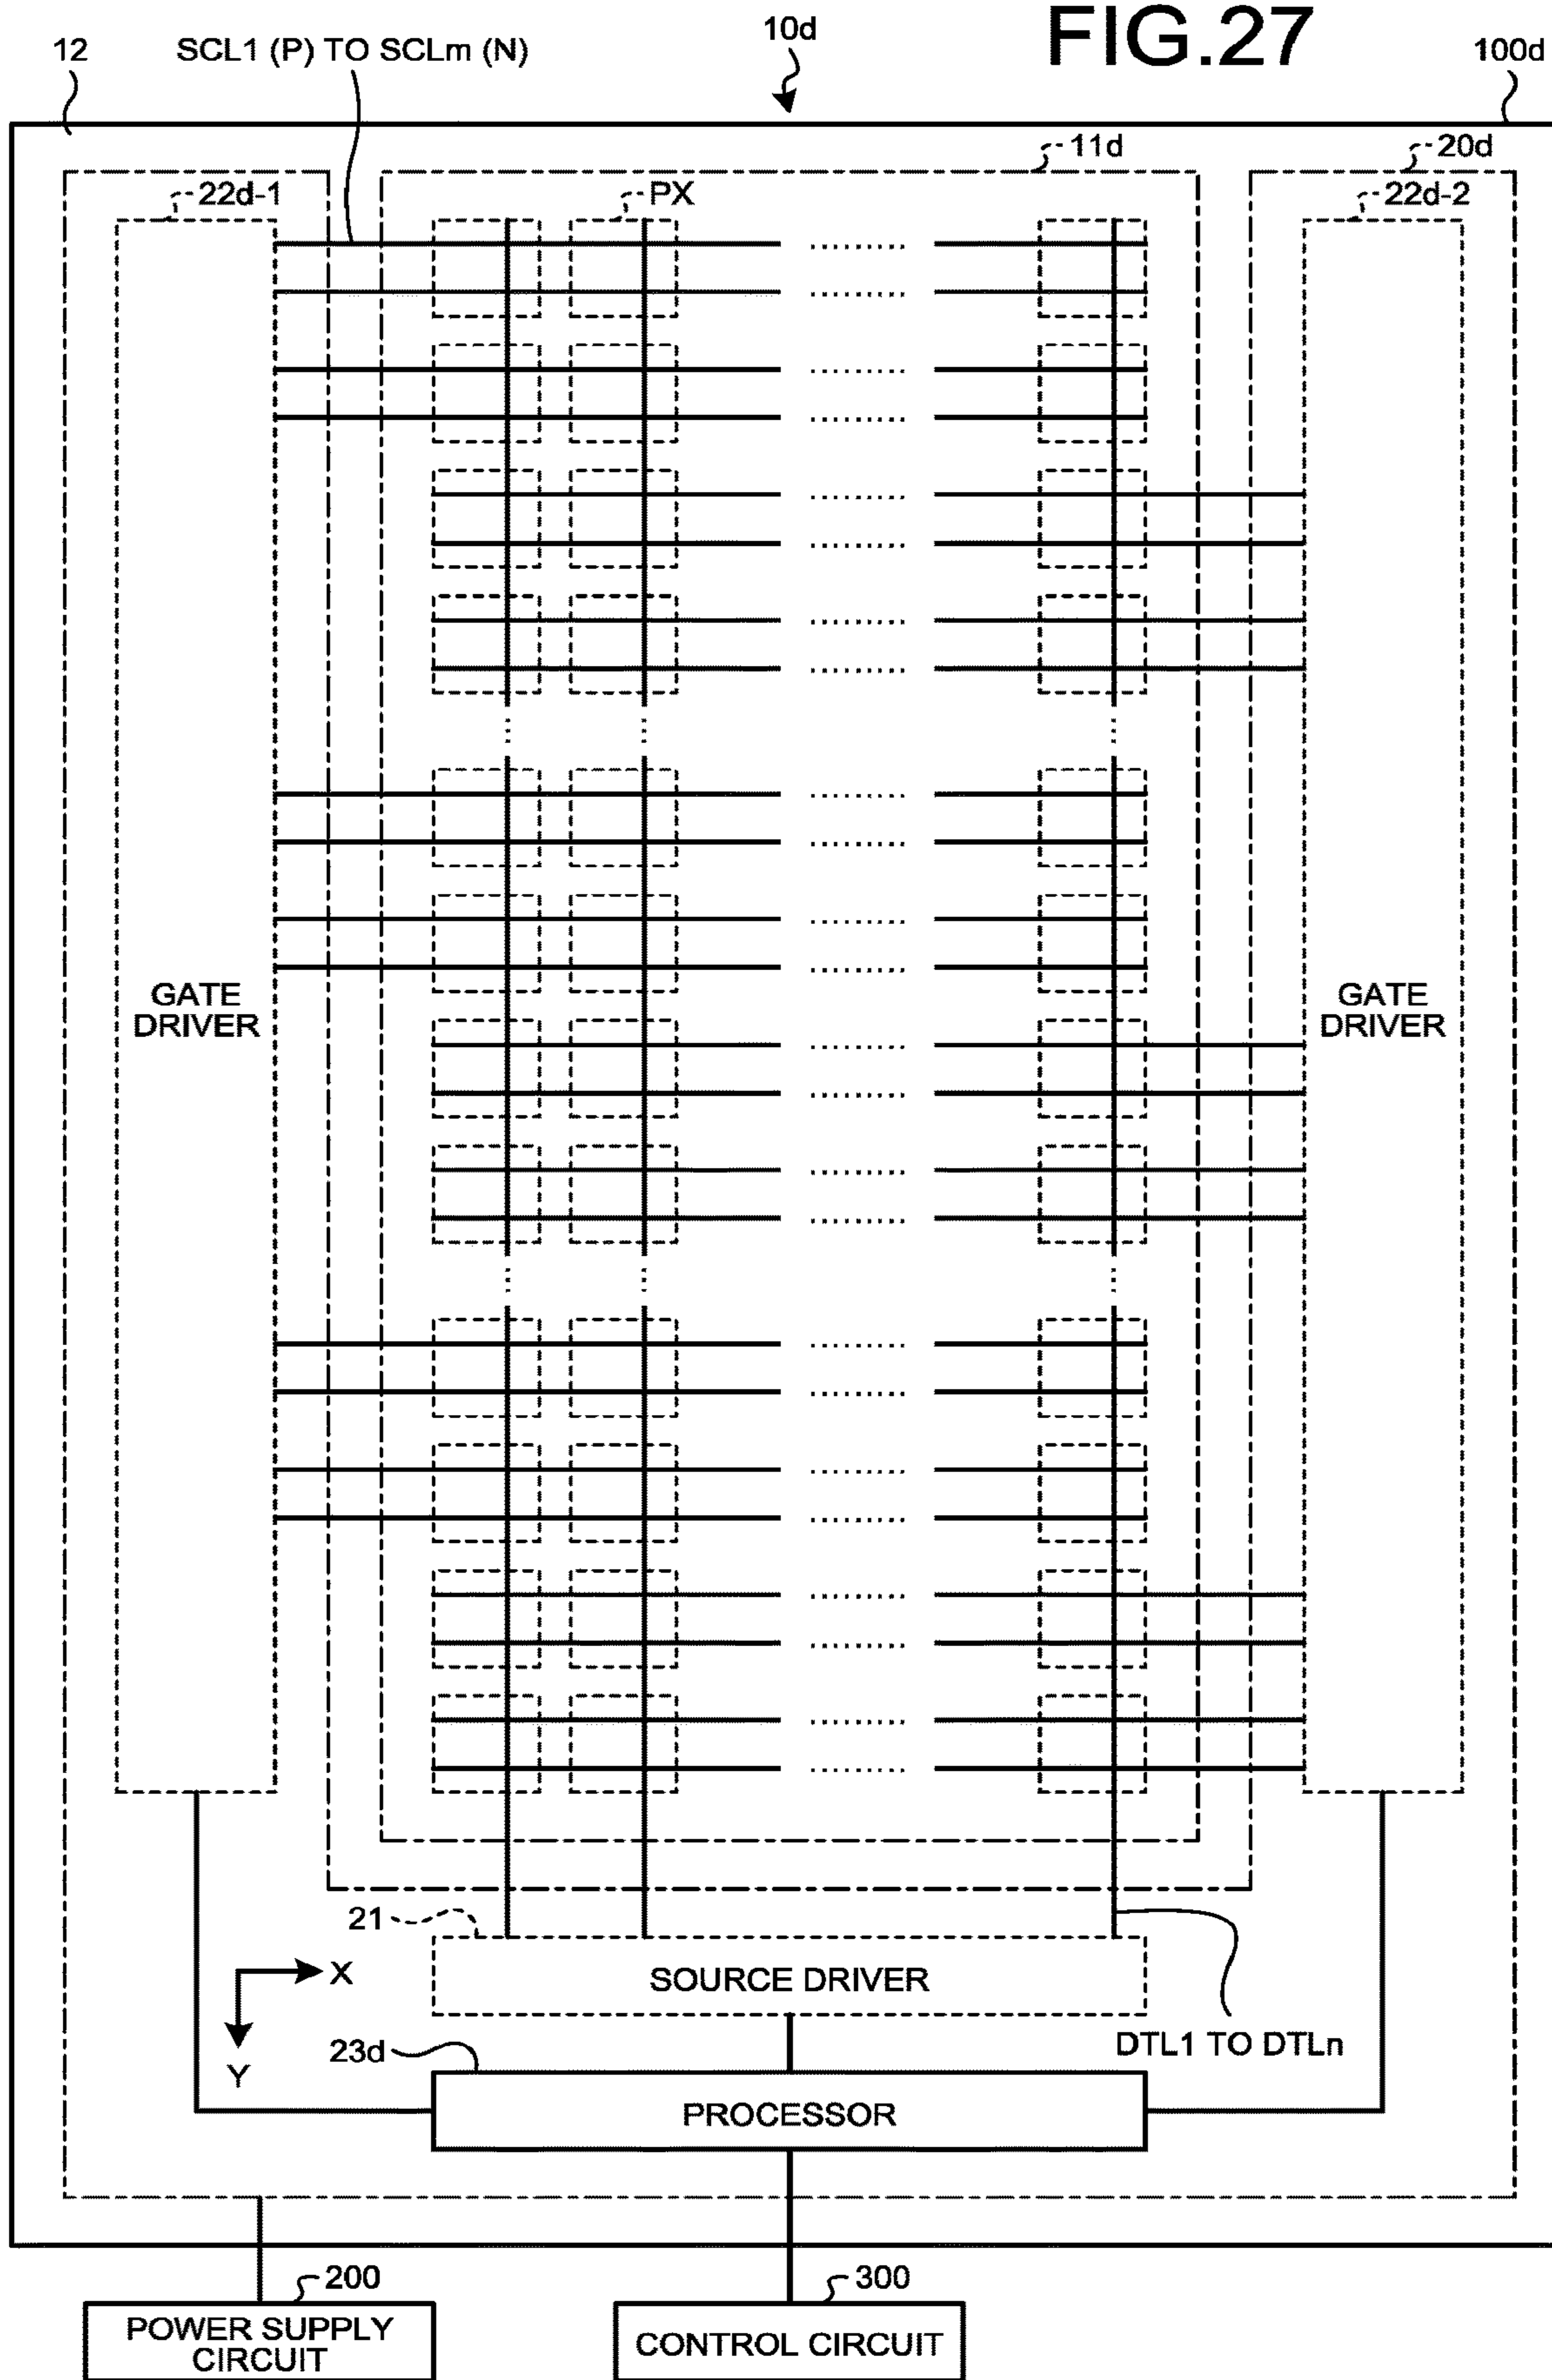 FIG.27
12
SCL1 (P) TO SCLm (N)
10d
100d
11d
20d
22d-1
PX
22d-2
GATE
DRIVER
GATE
DRIVER
21
X
SOURCE DRIVER
Y
23d
DTL1 TO DTLn
PROCESSOR
200
300
POWER SUPPLY
CIRCUIT
CONTROL CIRCUIT